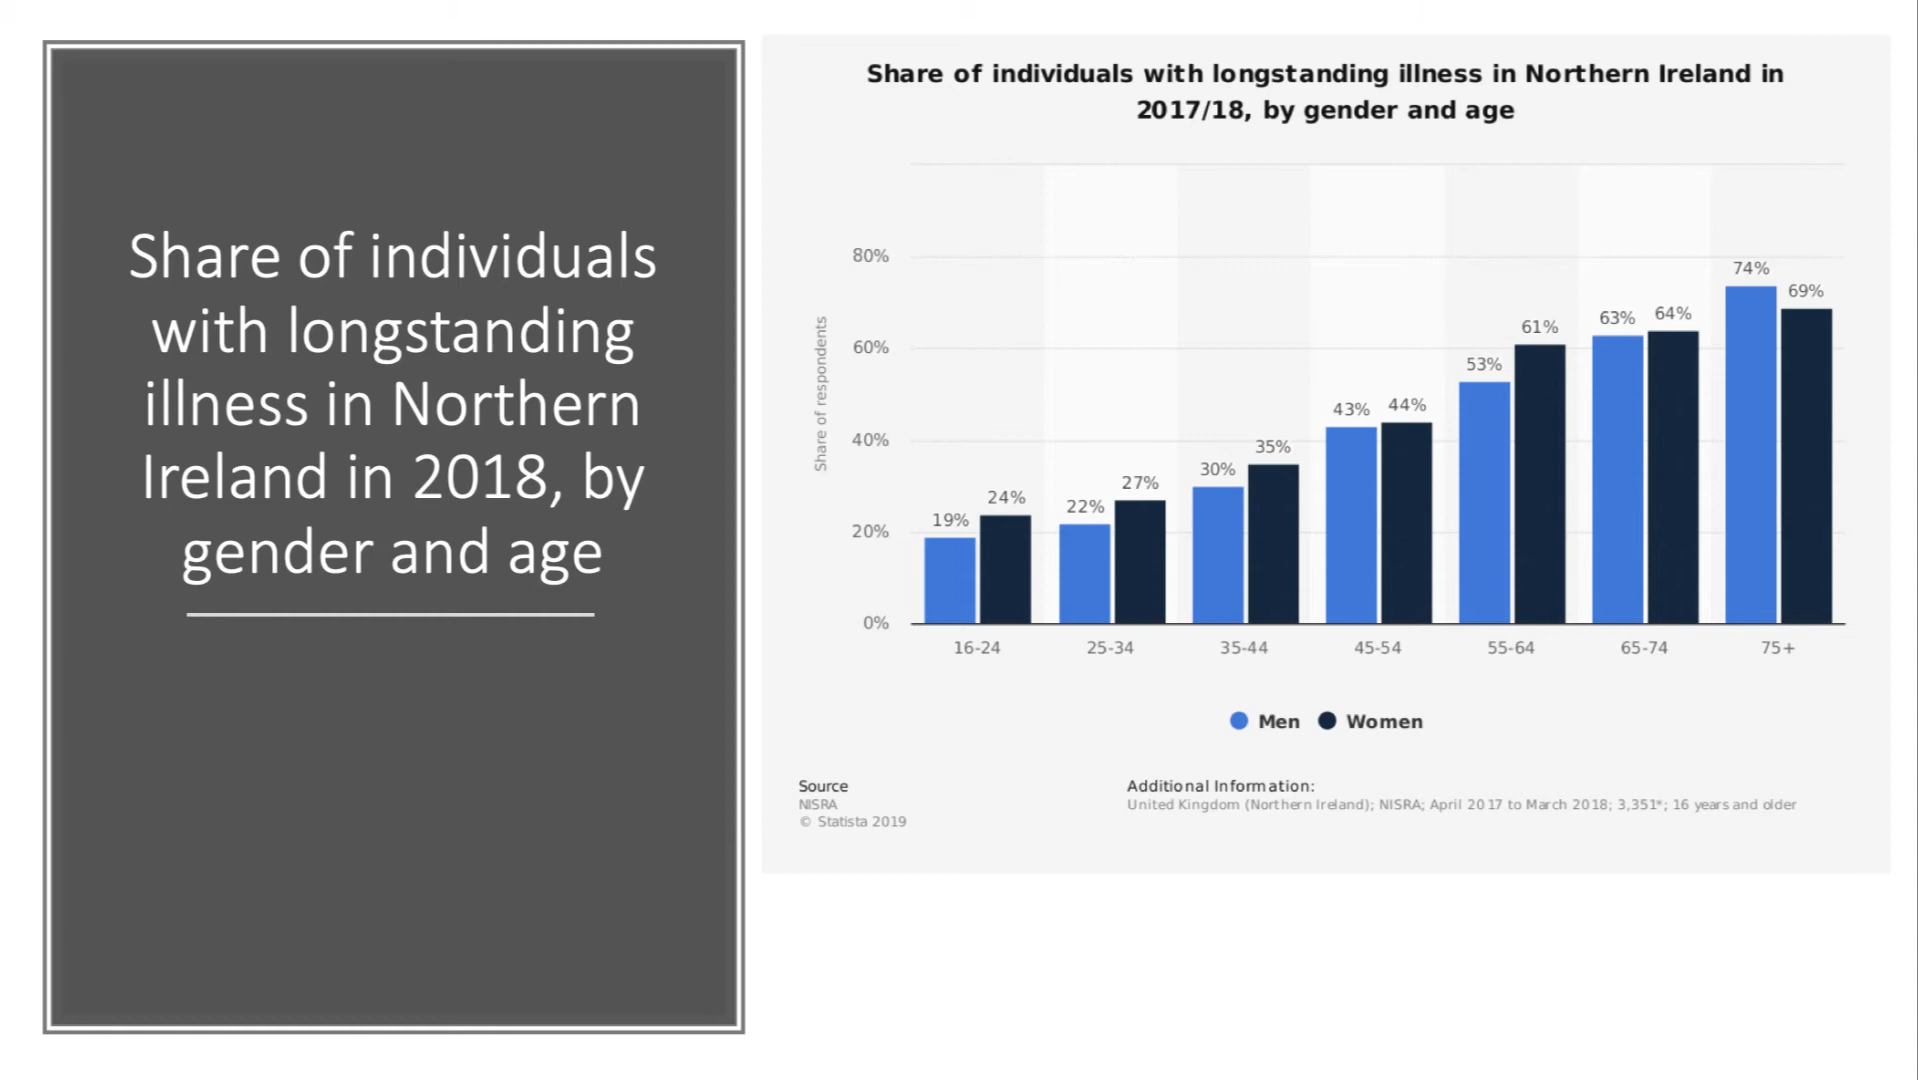 Share of individuals
with longstanding
illness in Northern
Ireland in 2018, by
gender and age
Share of individuals with longstanding illness in Northern Ireland in
2017/18, by gender and age
Share of respondents
80%
60%
40%
20%
0%
19%
24%
22%
27%
30%
35%
43%
44%
53%
61%
63%
64%
74%
69%
16-24
25-34
35-44
45-54
55-64
65-74
75+
Men
Women
Source
NISRA
© Statista 2019
Additional Information:
United Kingdom (Northern Ireland); NISRA; April 2017 to March 2018; 3,351*; 16 years and older